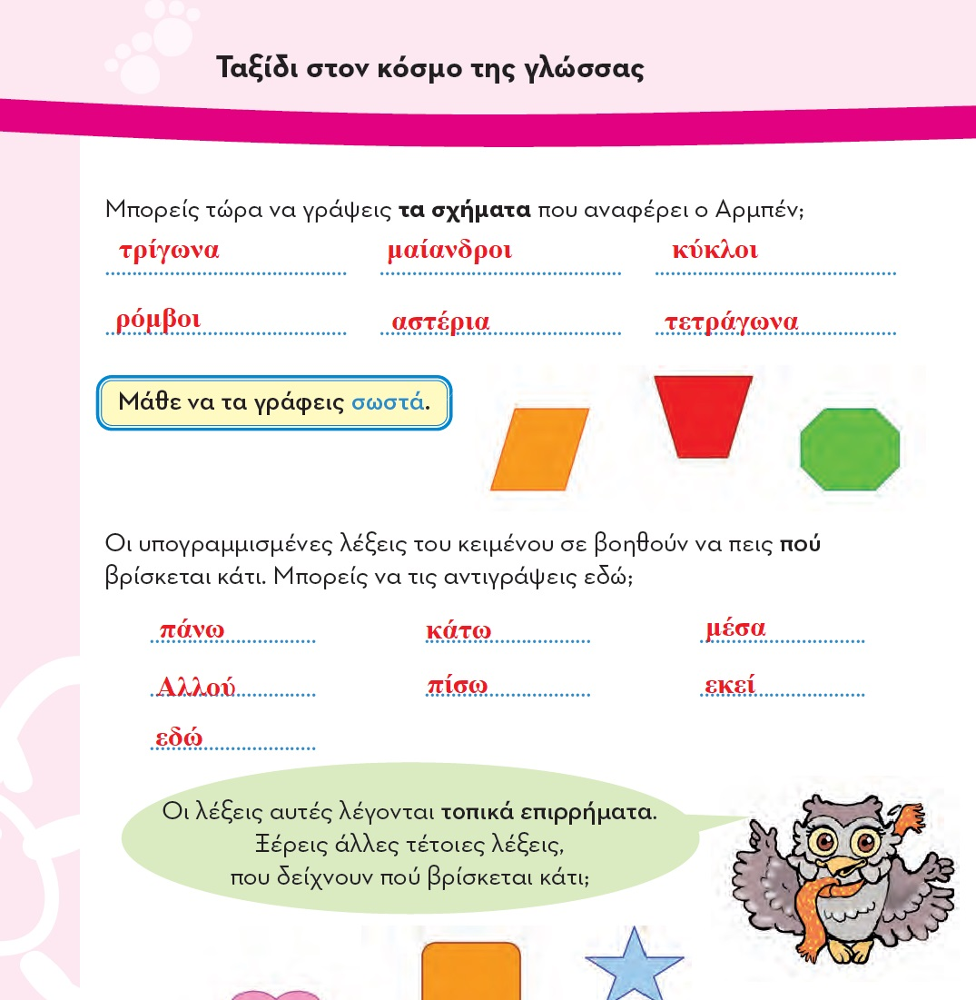 Ταξίδι στον κόσμο της γλώσσας
Μπορείς τώρα να γράψεις τα σχήματα που αναφέρει ο Αρμπέν;
τρίγωνα μαίανδροι κύκλοι
ρόμβοι αστέρια τετράγωνα
Μάθε να τα γράφεις σωστά.
Οι υπογραμμισμένες λέξεις του κειμένου σε βοηθούν να πεις πού
βρίσκεται κάτι. Μπορείς να τις αντιγράψεις εδώ;
πάνω κάτω μέσα
Αλλού πίσω εκεί
εδώ
Οι λέξεις αυτές λέγονται τοπικά επιρρήματα.
Ξέρεις άλλες τέτοιες λέξεις,
που δείχνουν πού βρίσκεται κάτι;